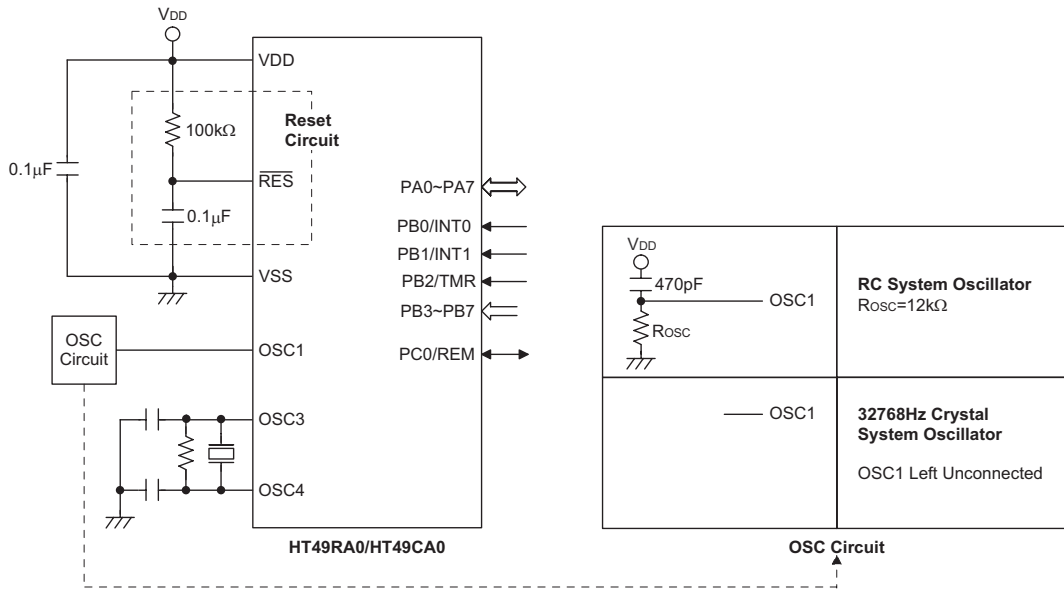 VDD
VDD
Reset
Circuit
100kΩ
0.1μF
RES
0.1μF
VSS
OSC
Circuit
OSC1
OSC3
OSC4
PA0~PA7
PB0/INT0
PB1/INT1
PB2/TMR
PB3~PB7
PC0/REM
HT49RA0/HT49CA0
VDD
470pF
OSC1
ROSC
RC System Oscillator
ROSC=12kΩ
OSC1
32768Hz Crystal
System Oscillator
OSC1 Left Unconnected
OSC Circuit